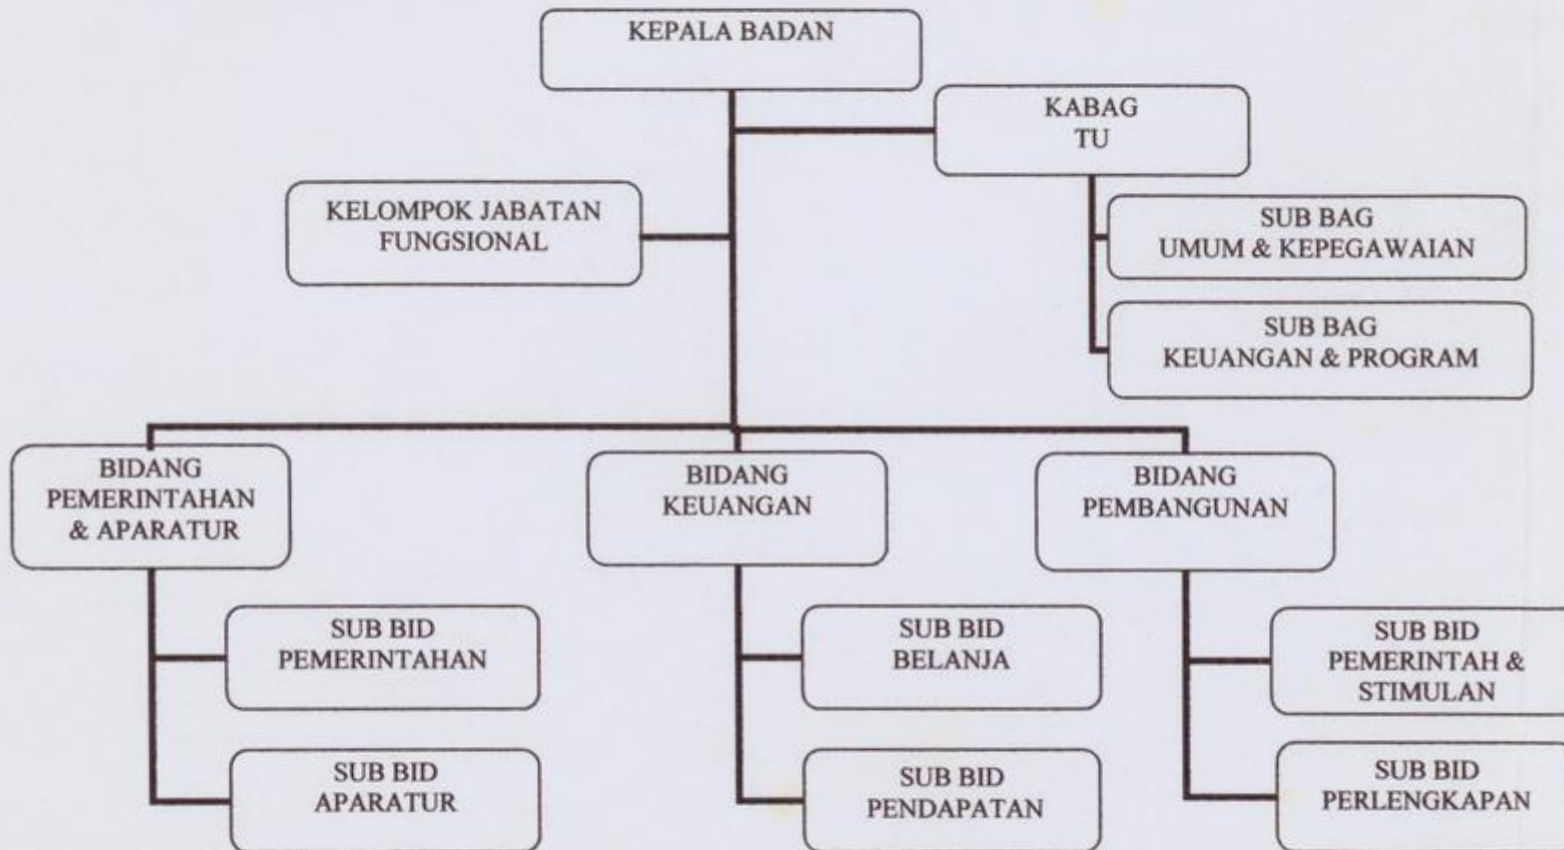 KEPALA BADAN
KABAG
TU
KELOMPOK JABATAN
FUNGSIONAL
SUB BAG
UMUM & KEPEGAWAIAN
SUB BAG
KEUANGAN & PROGRAM
BIDANG
PEMERINTAHAN
& APARATUR
BIDANG
KEUANGAN
BIDANG
PEMBANGUNAN
SUB BID
PEMERINTAHAN
SUB BID
BELANJA
SUB BID
PEMERINTAH &
STIMULAN
SUB BID
APARATUR
SUB BID
PENDAPATAN
SUB BID
PERLENGKAPAN